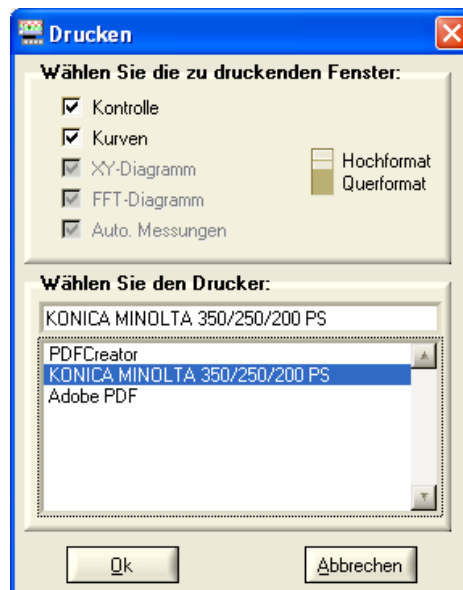 Drucken
Wählen Sie die zu druckenden Fenster:
Kontrolle
Kurven
XY-Diagramm
FFT-Diagramm
Auto. Messungen
Hochformat
Querformat
Wählen Sie den Drucker:
KONICA MINOLTA 350/250/200 PS
PDFCreator
KONICA MINOLTA 350/250/200 PS
Adobe PDF
Ok
Abbrechen